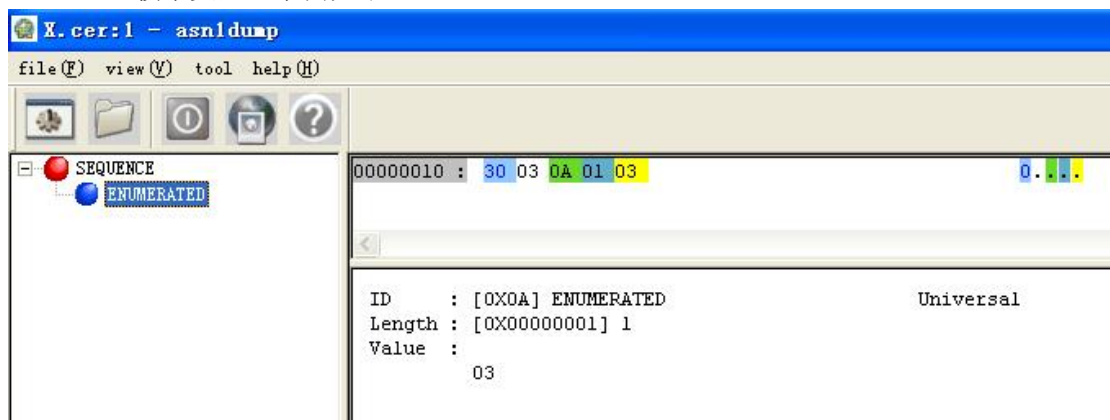 X.cer:1 - asn1dump
file(F) view(V) tool help(H)
SEQUENCE
ENUMERATED
00000010 : 30 03 0A 01 03 0....
ID : [0X0A] ENUMERATED Universal
Length : [0X00000001] 1
Value :
03